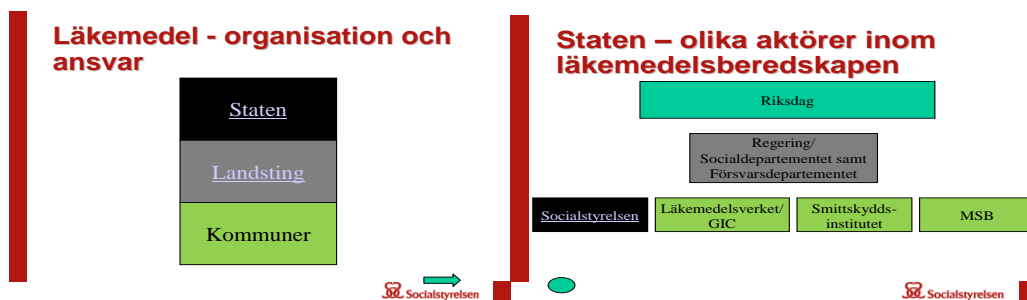 Läkemedel - organisation och
ansvar
Staten
Landsting
Kommuner
Socialstyrelsen
Staten – olika aktörer inom
läkemedelsberedskapen
Riksdag
Regering/
Socialdepartementet samt
Försvarsdepartementet
Socialstyrelsen
Läkemedelsverket/
GIC
Smittskydds-
institutet
MSB
Socialstyrelsen